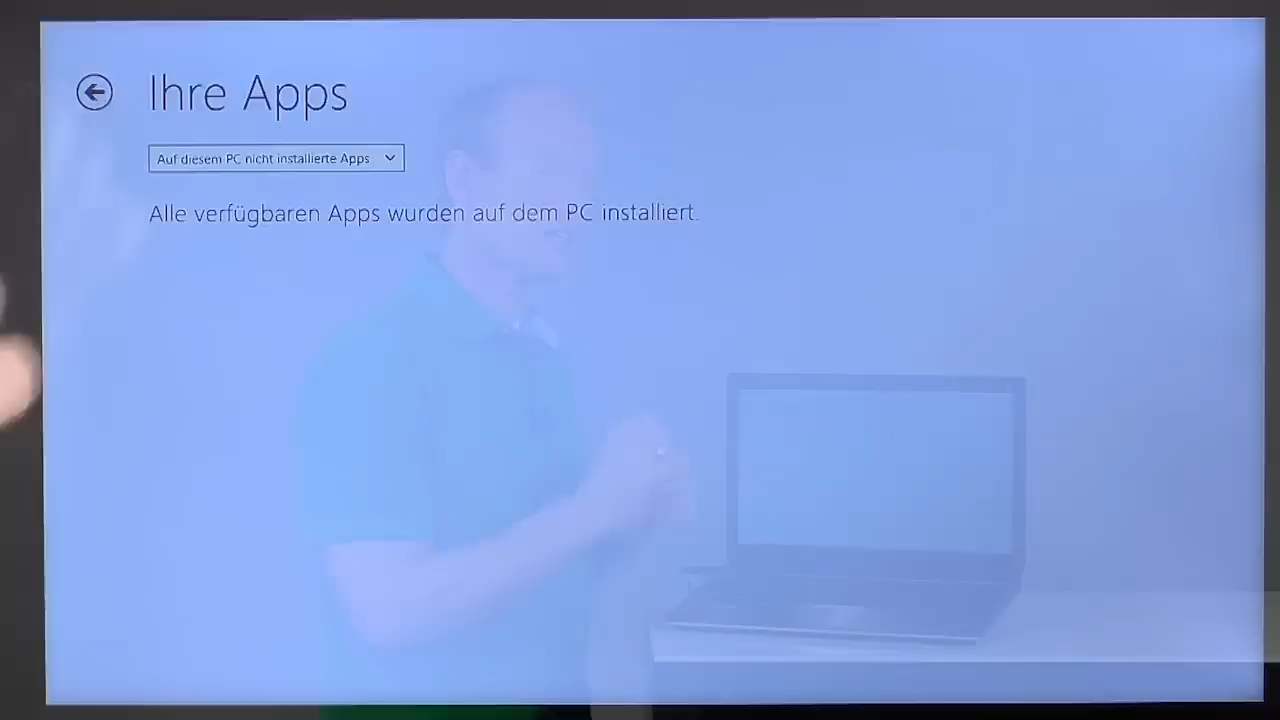 Ihre Apps
Auf diesem PC nicht installierte Apps
Alle verfügbaren Apps wurden auf dem PC installiert.